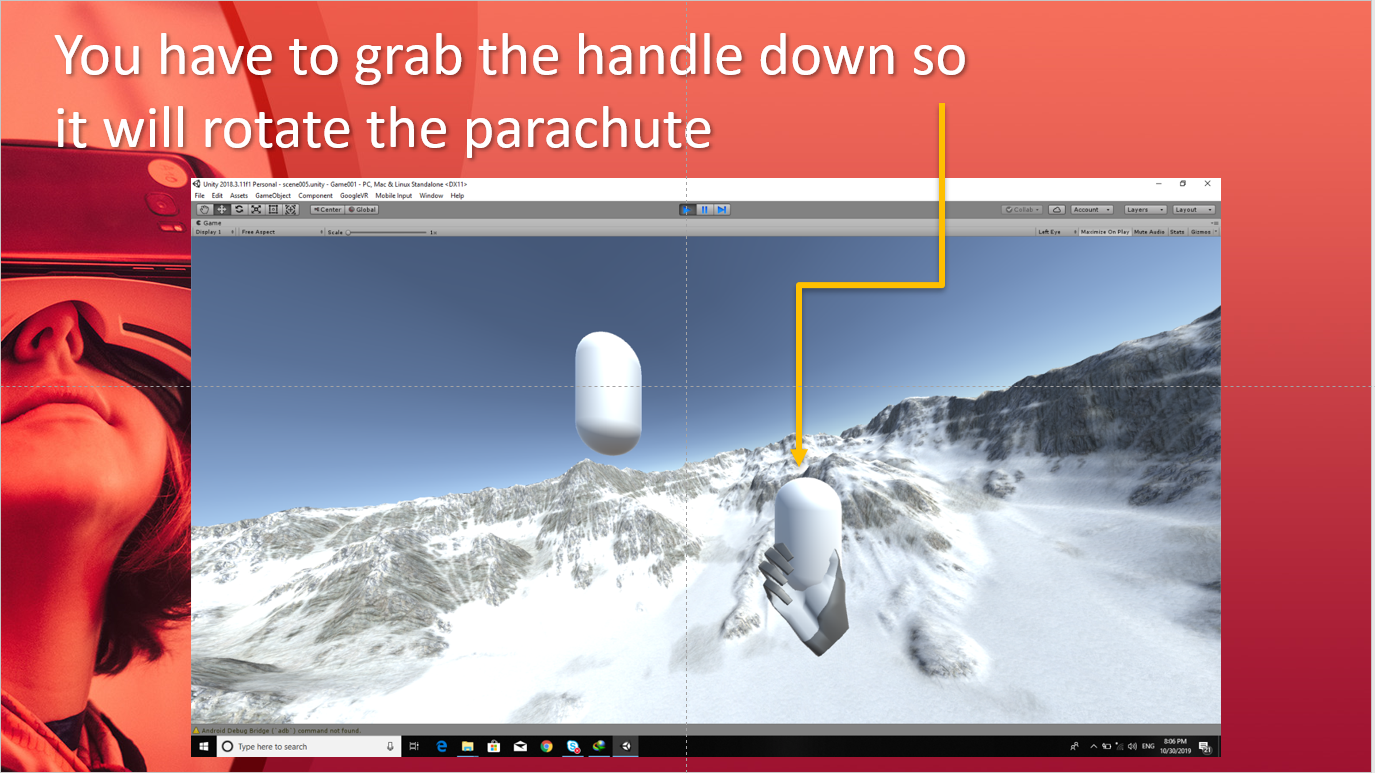 You have to grab the handle down so
it will rotate the parachute
Unity 2018.3.11f1 Personal - scene005.unity - Game001 - PC, Mac & Linux Standalone <DX11>
File Edit Assets GameObject Component GoogleVR Mobile Input Window Help
Center Global Collab Account Layers Layout
Game
Display 1 Free Aspect Scale 1x Left Eye Maximize On Play Mute Audio Stats Gizmos
Android Debug Bridge ('adb') command not found.
Type here to search ENG 8:06 PM
10/30/2019 21